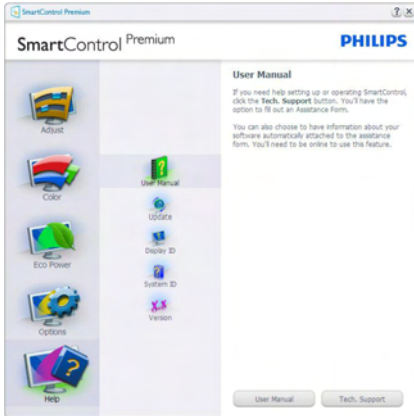 SmartControl Premium
SmartControl Premium
PHILIPS
Adjust
Color
Eco Power
Options
Help
User Manual
Update
Display ID
System ID
Version
User Manual
If you need help setting up or operating SmartControl,
click the Tech. Support button. You'll have the
option to fill out an Assistance Form.
You can also choose to have information about your
software automatically attached to the assistance
form. You'll need to be online to use this feature.
User Manual
Tech. Support